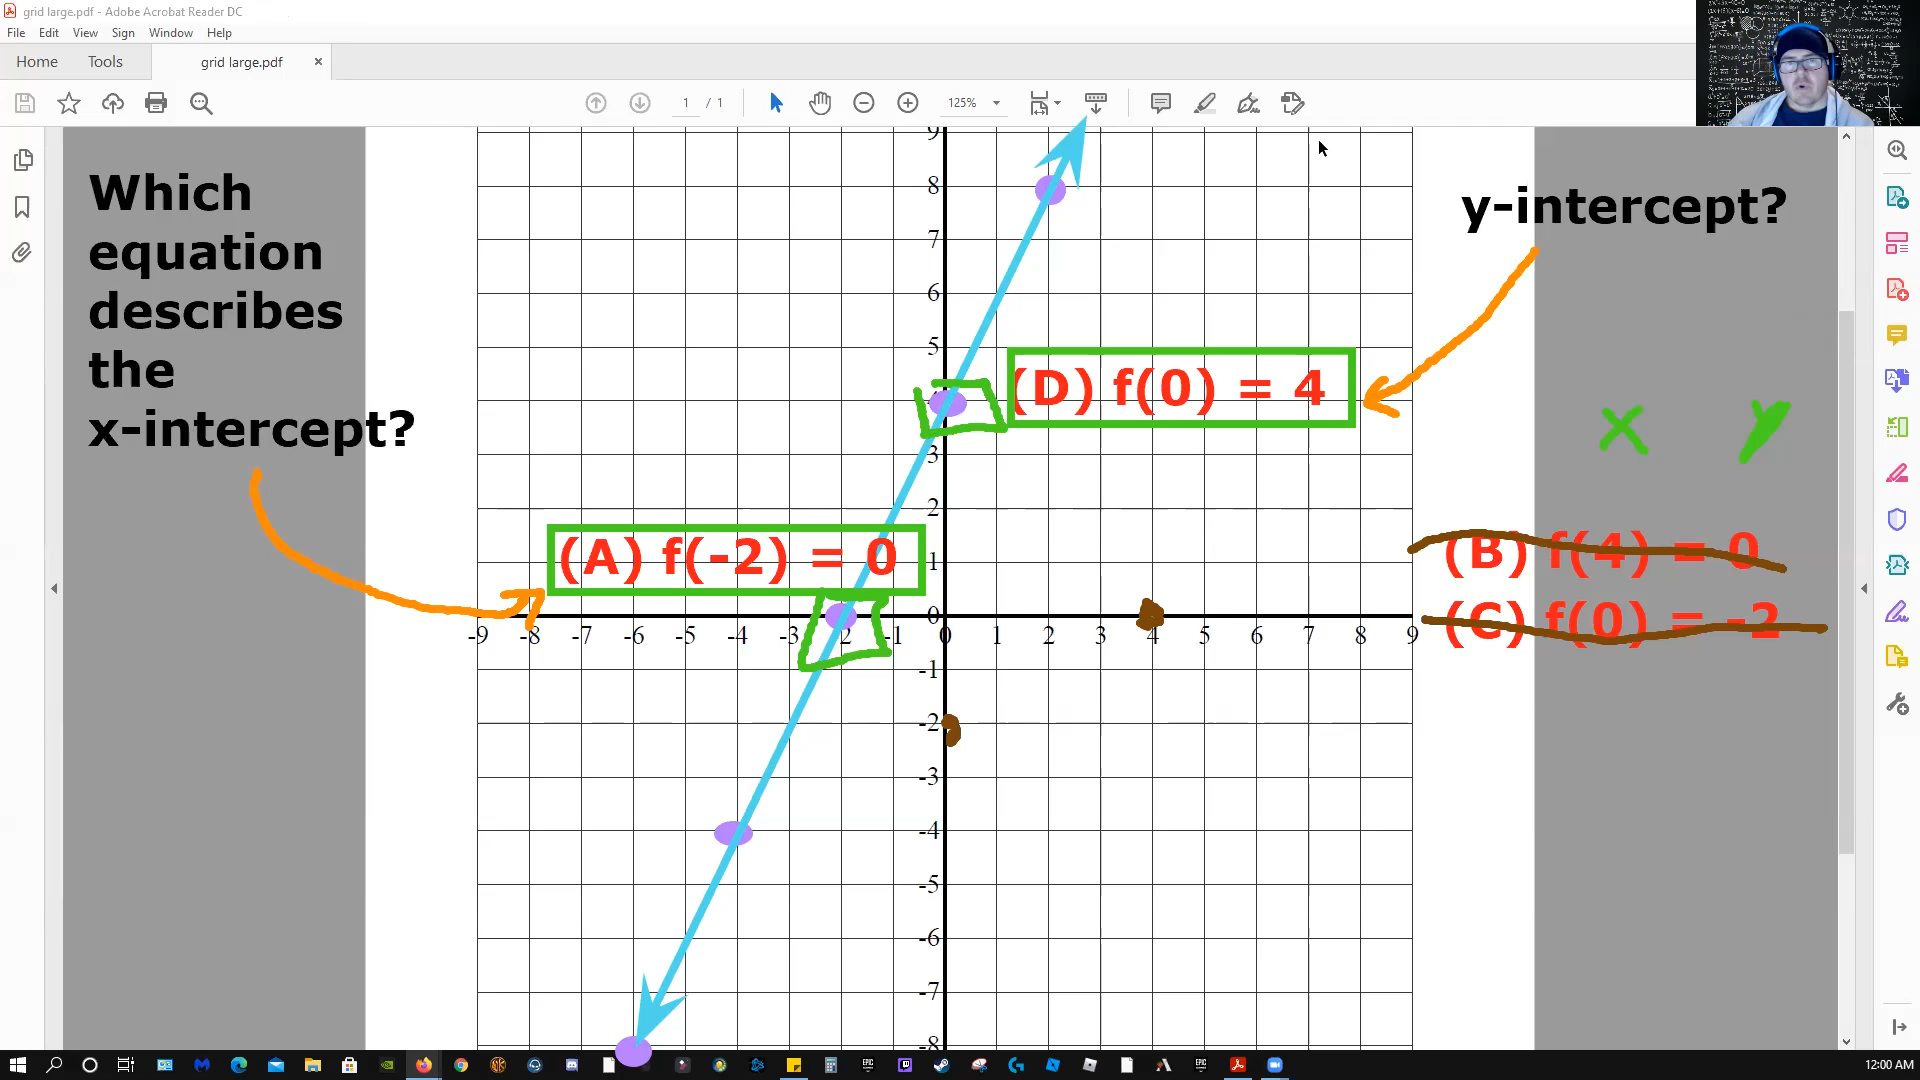 grid large.pdf - Adobe Acrobat Reader DC
File Edit View Sign Window Help
Home Tools grid large.pdf ×
1 / 1 125%
Which
equation
describes
the
x-intercept?
y-intercept?
(D) f(0) = 4
x y
(A) f(-2) = 0
(B) f(4) = 0
(C) f(0) = -2
9
8
7
6
5
3
2
1
0
-9 -8 -7 -6 -5 -4 -3 -2 -1 0 1 2 3 4 5 6 7 8 9
-1
-2
-3
-4
-5
-6
-7
-8
12:00 AM